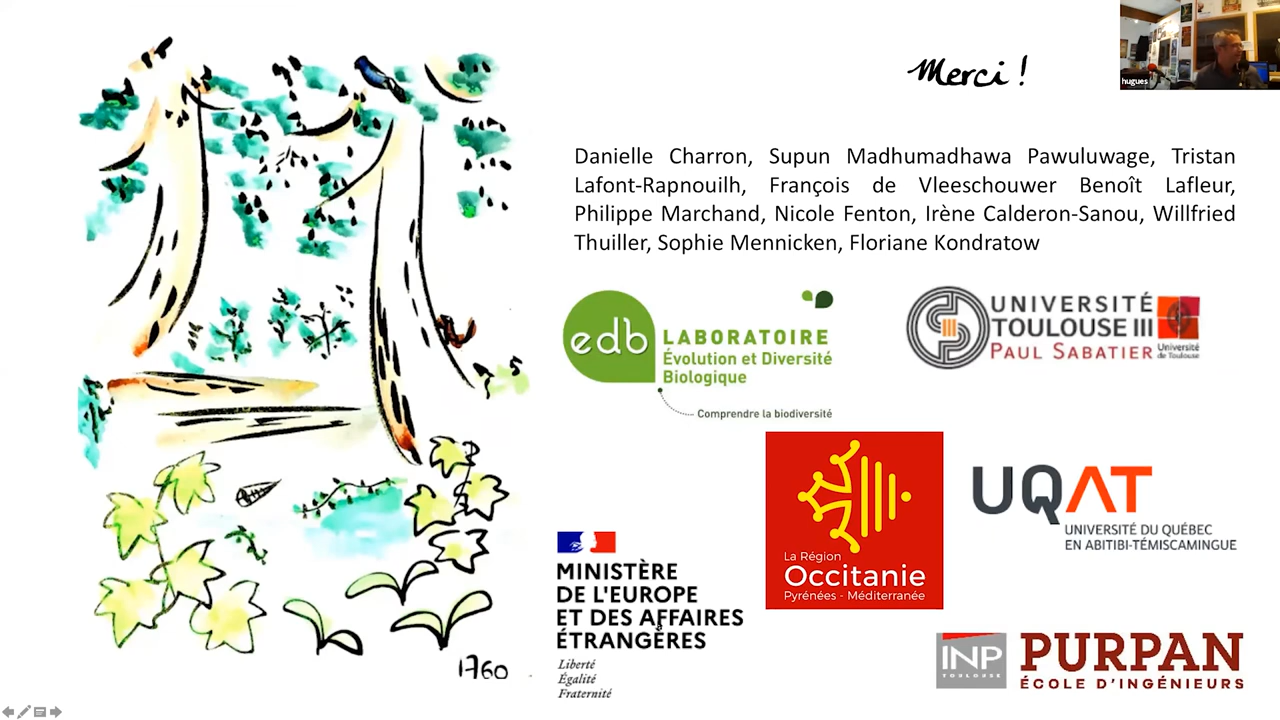 Merci !
hugues
Danielle Charron, Supun Madhumadhawa Pawuluwage, Tristan
Lafont-Rapnouilh, François de Vleeschouwer Benoît Lafleur,
Philippe Marchand, Nicole Fenton, Irène Calderon-Sanou, Willfried
Thuiller, Sophie Mennicken, Floriane Kondratow
edb
LABORATOIRE
Évolution et Diversité
Biologique
Comprendre la biodiversité
UNIVERSITÉ
TOULOUSE III
PAUL SABATIER
Université
de Toulouse
La Région
Occitanie
Pyrénées - Méditerranée
UQAT
UNIVERSITÉ DU QUÉBEC
EN ABITIBI-TÉMISCAMINGUE
MINISTÈRE
DE L'EUROPE
ET DES AFFAIRES
ÉTRANGÈRES
Liberté
Égalité
Fraternité
INP
TOULOUSE
PURPAN
ÉCOLE D'INGÉNIEURS
1760